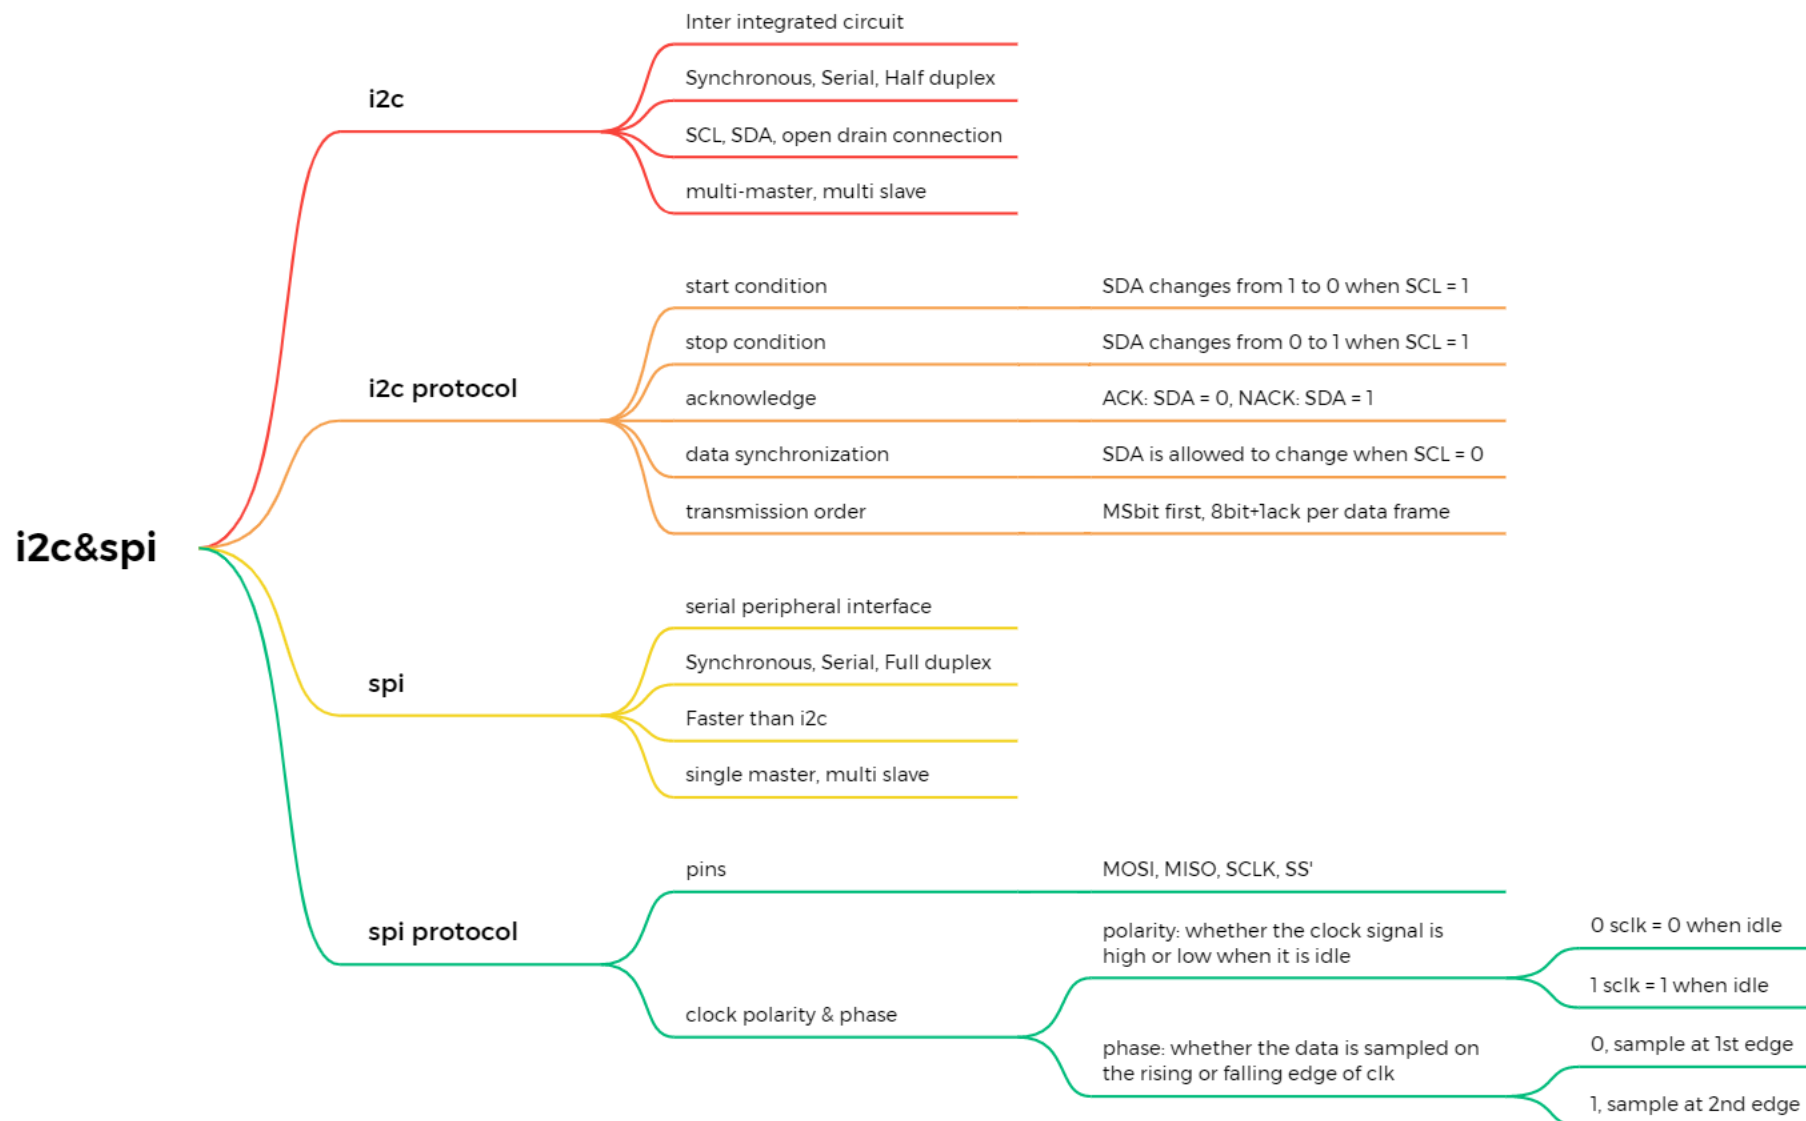 i2c&spi
i2c
Inter integrated circuit
Synchronous, Serial, Half duplex
SCL, SDA, open drain connection
multi-master, multi slave
i2c protocol
start condition
SDA changes from 1 to 0 when SCL = 1
stop condition
SDA changes from 0 to 1 when SCL = 1
acknowledge
ACK: SDA = 0, NACK: SDA = 1
data synchronization
SDA is allowed to change when SCL = 0
transmission order
MSbit first, 8bit+1ack per data frame
spi
serial peripheral interface
Synchronous, Serial, Full duplex
Faster than i2c
single master, multi slave
spi protocol
pins
MOSI, MISO, SCLK, SS'
clock polarity & phase
polarity: whether the clock signal is
high or low when it is idle
0 sclk = 0 when idle
1 sclk = 1 when idle
phase: whether the data is sampled on
the rising or falling edge of clk
0, sample at 1st edge
1, sample at 2nd edge